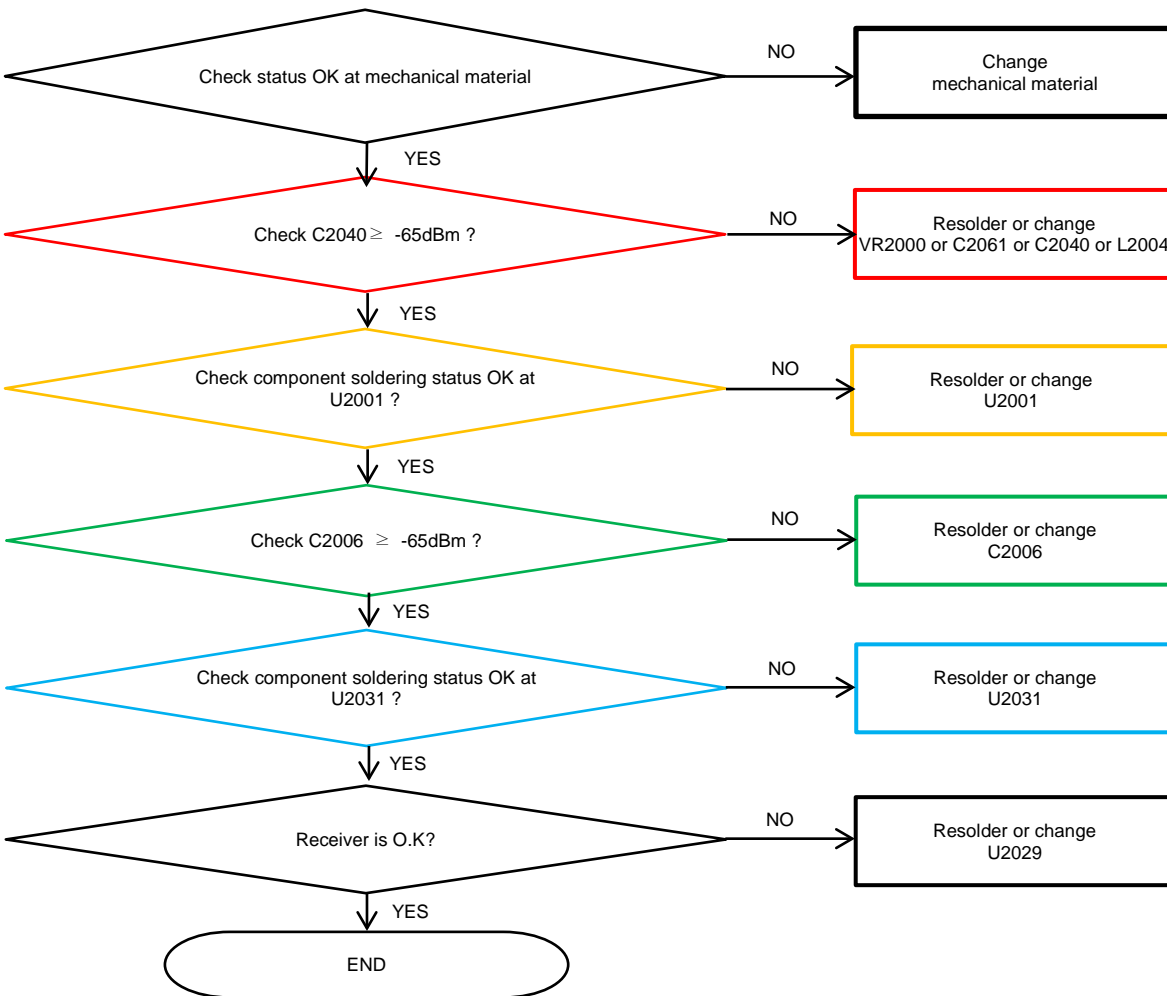 Check status OK at mechanical material
NO
Change
mechanical material
YES
Check C2040≥ -65dBm ?
NO
Resolder or change
VR2000 or C2061 or C2040 or L2004
YES
Check component soldering status OK at
U2001 ?
NO
Resolder or change
U2001
YES
Check C2006 ≥ -65dBm ?
NO
Resolder or change
C2006
YES
Check component soldering status OK at
U2031 ?
NO
Resolder or change
U2031
YES
Receiver is O.K?
NO
Resolder or change
U2029
YES
END